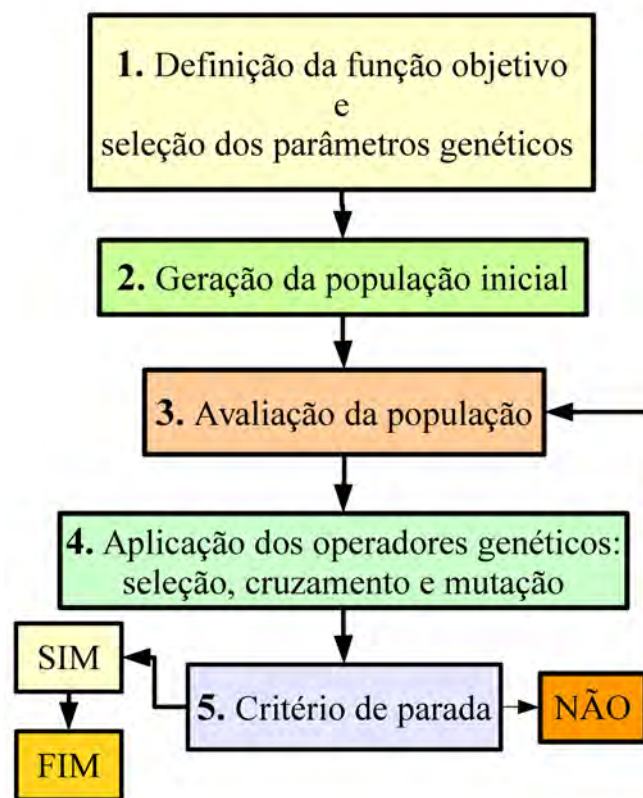 1. Definição da função objetivo
e
seleção dos parâmetros genéticos
2. Geração da população inicial
3. Avaliação da população
4. Aplicação dos operadores genéticos:
seleção, cruzamento e mutação
SIM
5. Critério de parada
NÃO
FIM